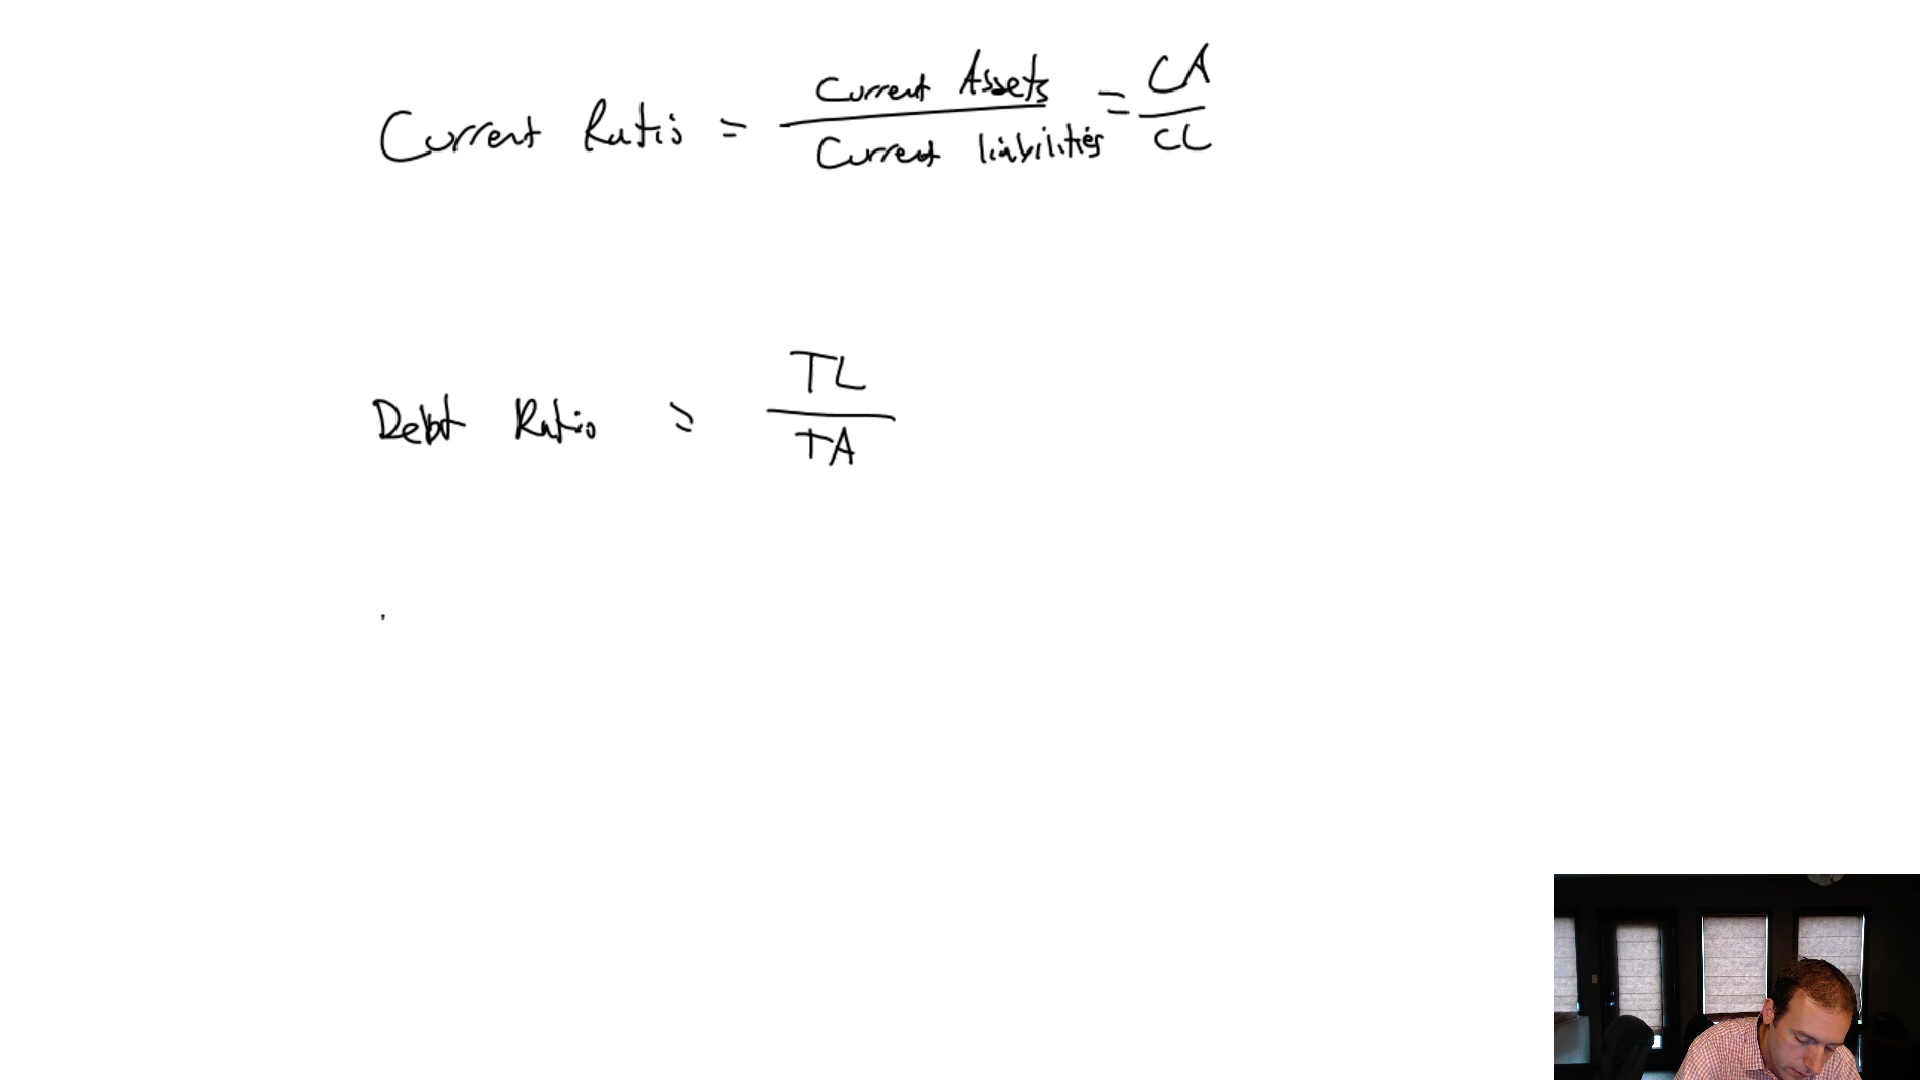 Current Ratio = Current Assets / Current liabilities = CA / CL
Debt Ratio = TL / TA